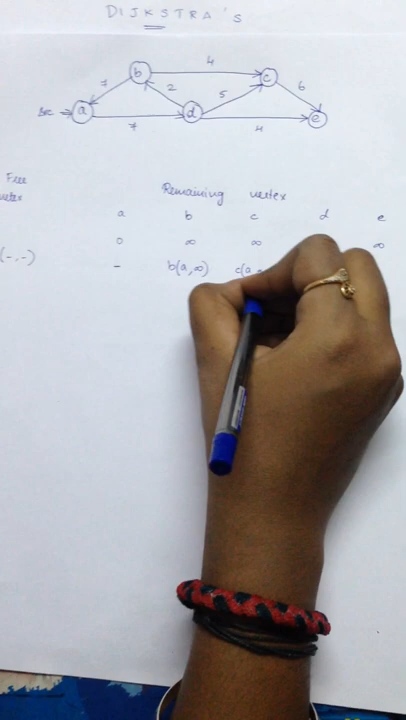 DIJKSTRA'S
4
b
c
7
2
5
6
Src
a
d
e
7
4
Remaining vertex
a b c d e
0 ∞ ∞ ∞
(-,-) - b(a,∞) c(a